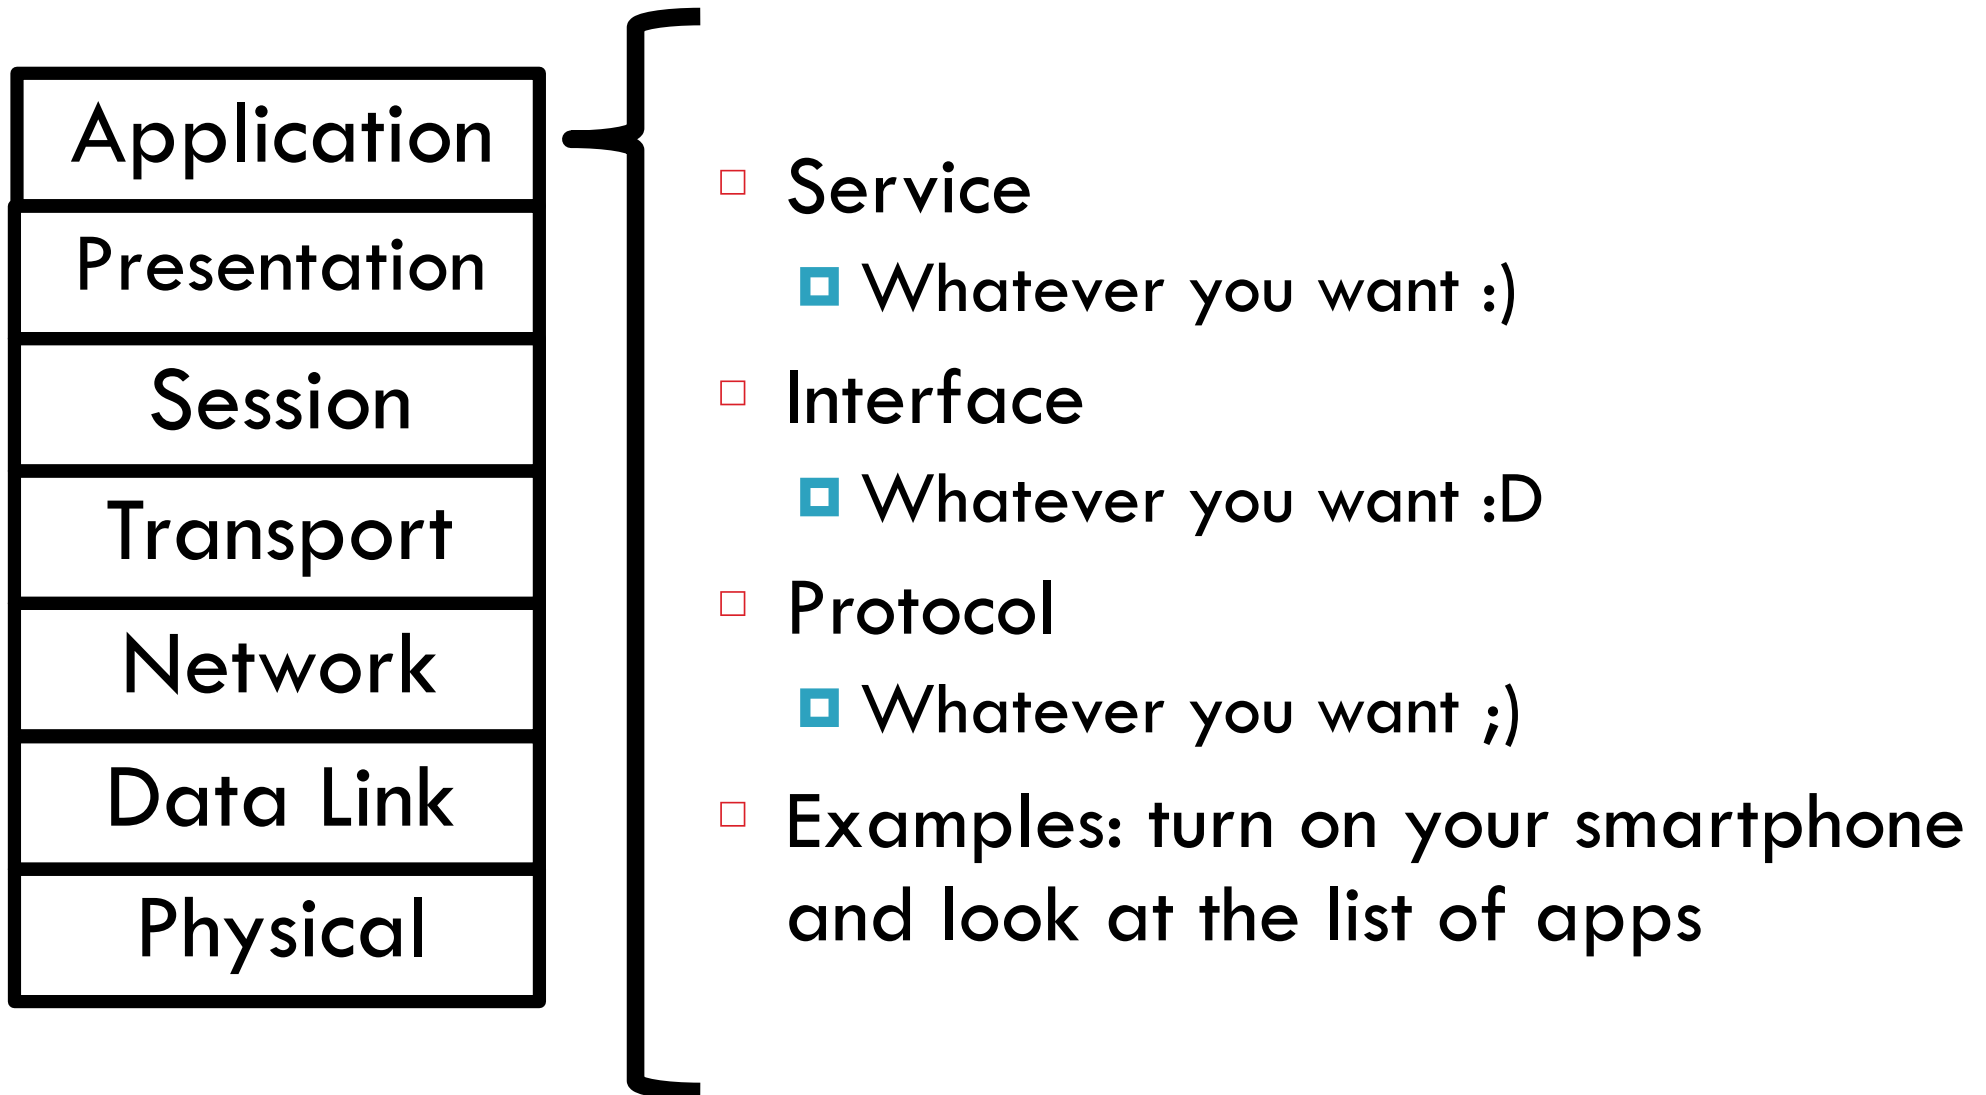 Application
Presentation
Session
Transport
Network
Data Link
Physical
Service
Whatever you want :)
Interface
Whatever you want :D
Protocol
Whatever you want ;)
Examples: turn on your smartphone
and look at the list of apps